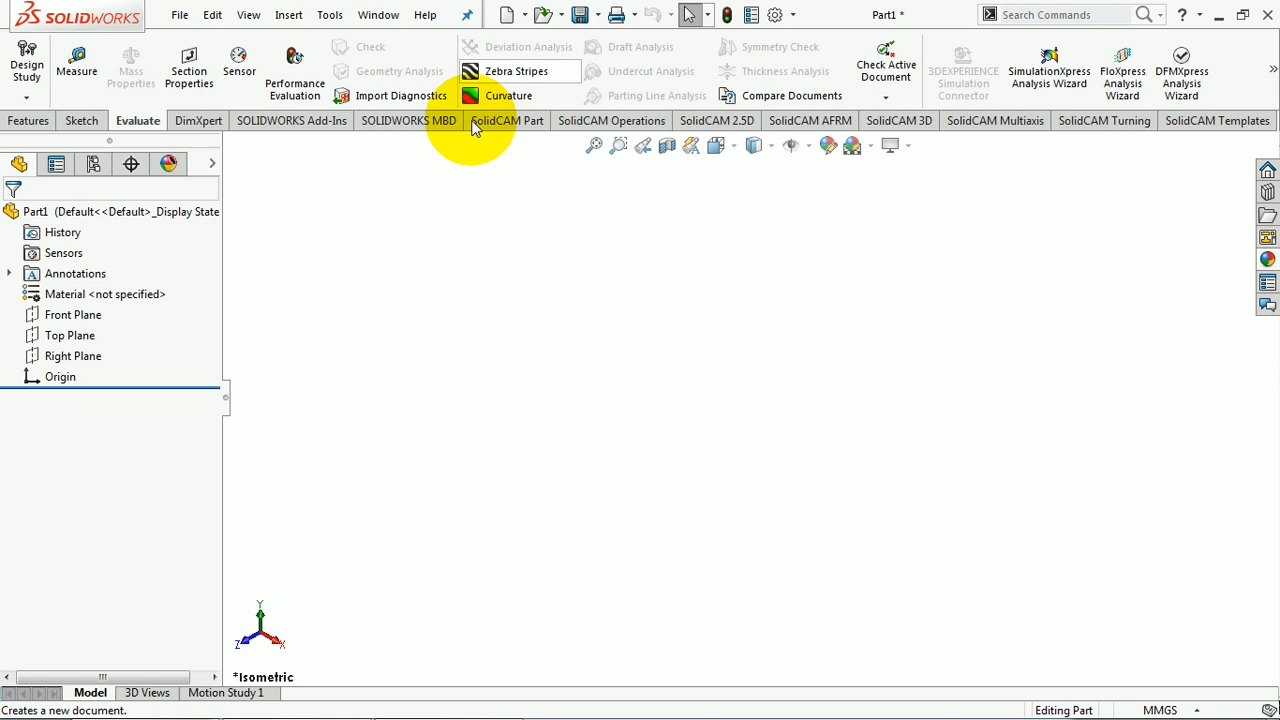 SOLIDWORKS File Edit View Insert Tools Window Help Part1 * Search Commands ?
Design Study
Measure
Mass Properties
Section Properties
Sensor
Performance Evaluation
Check
Geometry Analysis
Import Diagnostics
Deviation Analysis
Zebra Stripes
Curvature
Draft Analysis
Undercut Analysis
Parting Line Analysis
Symmetry Check
Thickness Analysis
Compare Documents
Check Active Document
3DEXPERIENCE Simulation Connector
SimulationXpress Analysis Wizard
FloXpress Analysis Wizard
DFMXpress Analysis Wizard
Features Sketch Evaluate DimXpert SOLIDWORKS Add-Ins SOLIDWORKS MBD SolidCAM Part SolidCAM Operations SolidCAM 2.5D SolidCAM AFRM SolidCAM 3D SolidCAM Multiaxis SolidCAM Turning SolidCAM Templates
Part1 (Default<<Default>_Display State
History
Sensors
Annotations
Material <not specified>
Front Plane
Top Plane
Right Plane
Origin
Y
Z X
*Isometric
Model 3D Views Motion Study 1
Creates a new document. Editing Part MMGS